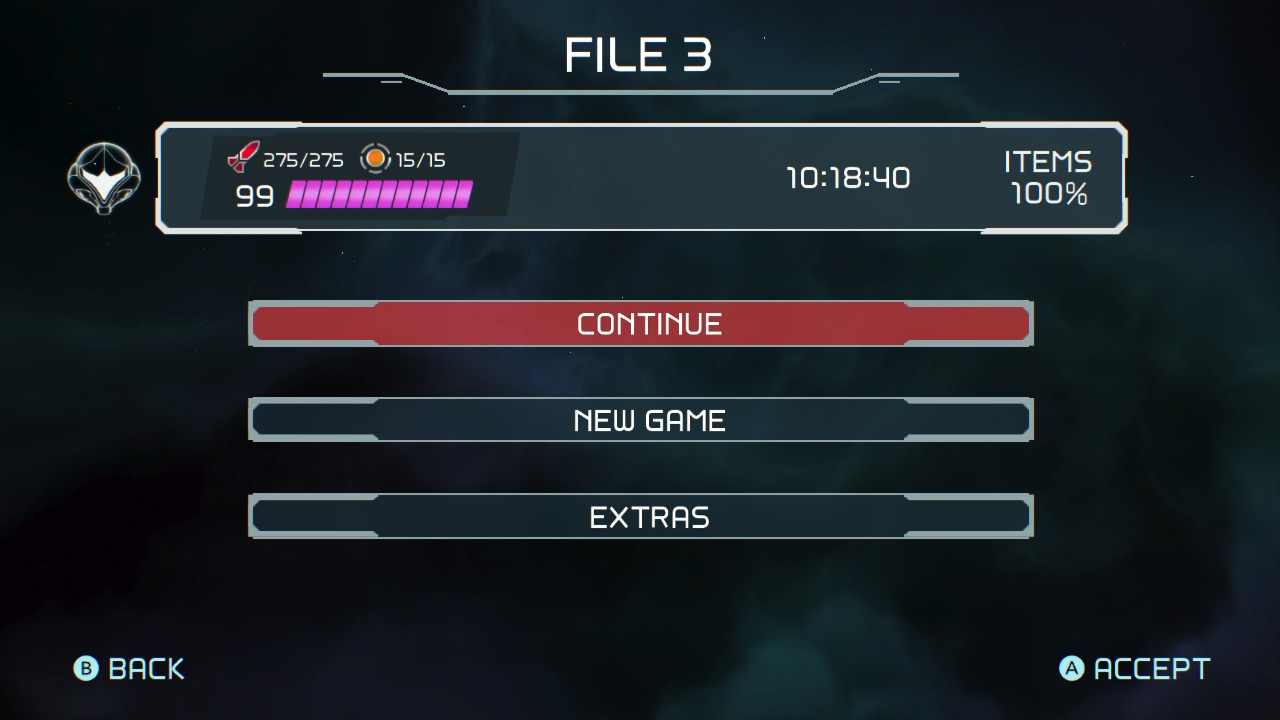 FILE 3
275/275 15/15
99
10:18:40
ITEMS
100%
CONTINUE
NEW GAME
EXTRAS
B BACK
A ACCEPT